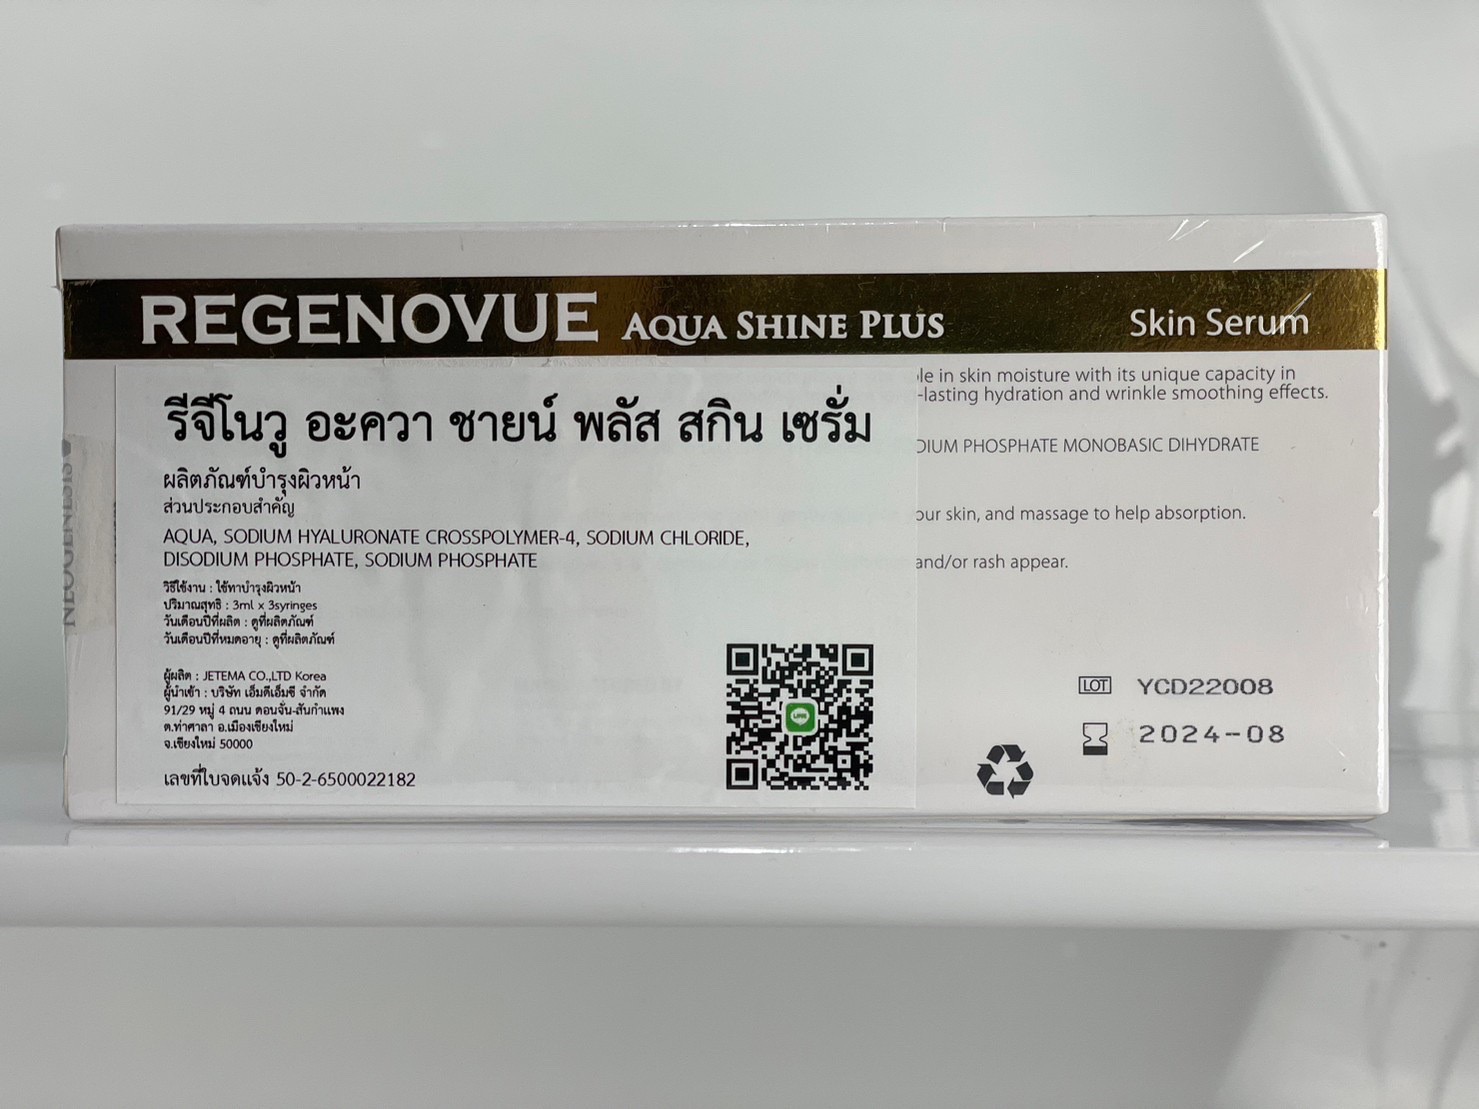 REGENOVUE AQUA SHINE PLUS Skin Serum
le in skin moisture with its unique capacity in
-lasting hydration and wrinkle smoothing effects.
DIUM PHOSPHATE MONOBASIC DIHYDRATE
our skin, and massage to help absorption.
and/or rash appear.
รีจีโนวู อะควา ชายน์ พลัส สกิน เซรั่ม
ผลิตภัณฑ์บำรุงผิวหน้า
ส่วนประกอบสำคัญ
AQUA, SODIUM HYALURONATE CROSSPOLYMER-4, SODIUM CHLORIDE,
DISODIUM PHOSPHATE, SODIUM PHOSPHATE
วิธีใช้งาน : ใช้ทาบำรุงผิวหน้า
ปริมาณสุทธิ : 3ml x 3syringes
วันเดือนปีที่ผลิต : ดูที่ผลิตภัณฑ์
วันเดือนปีที่หมดอายุ : ดูที่ผลิตภัณฑ์
ผู้ผลิต : JETEMA CO.,LTD Korea
ผู้นำเข้า : บริษัท เอ็มดีเอ็มซี จำกัด
91/29 หมู่ 4 ถนน ดอนจั่น-สันกำแพง
ต.ท่าศาลา อ.เมืองเชียงใหม่
จ.เชียงใหม่ 50000
เลขที่ใบจดแจ้ง 50-2-6500022182
LINE
LOT YCD22008
2024-08
NEOGENESIS